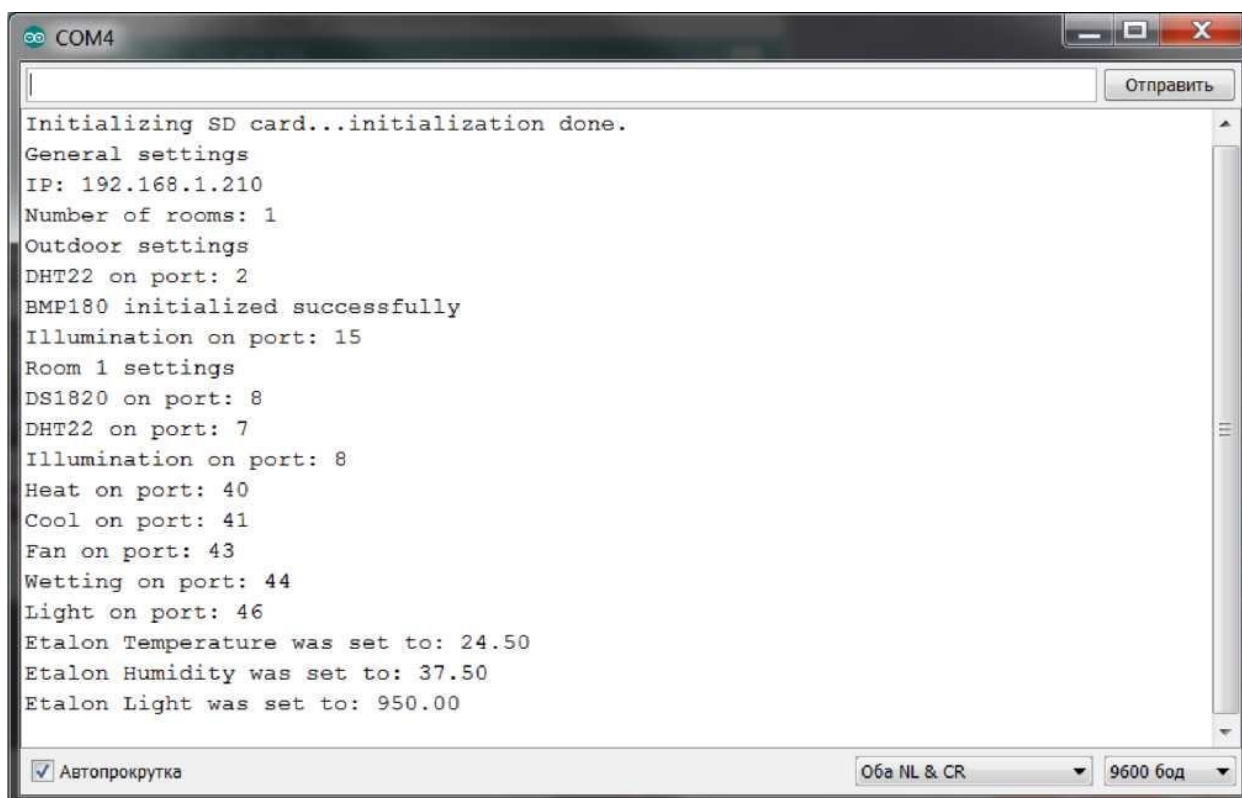 COM4
Отправить
Initializing SD card...initialization done.
General settings
IP: 192.168.1.210
Number of rooms: 1
Outdoor settings
DHT22 on port: 2
BMP180 initialized successfully
Illumination on port: 15
Room 1 settings
DS1820 on port: 8
DHT22 on port: 7
Illumination on port: 8
Heat on port: 40
Cool on port: 41
Fan on port: 43
Wetting on port: 44
Light on port: 46
Etalon Temperature was set to: 24.50
Etalon Humidity was set to: 37.50
Etalon Light was set to: 950.00
Автопрокрутка
Оба NL & CR
9600 бод